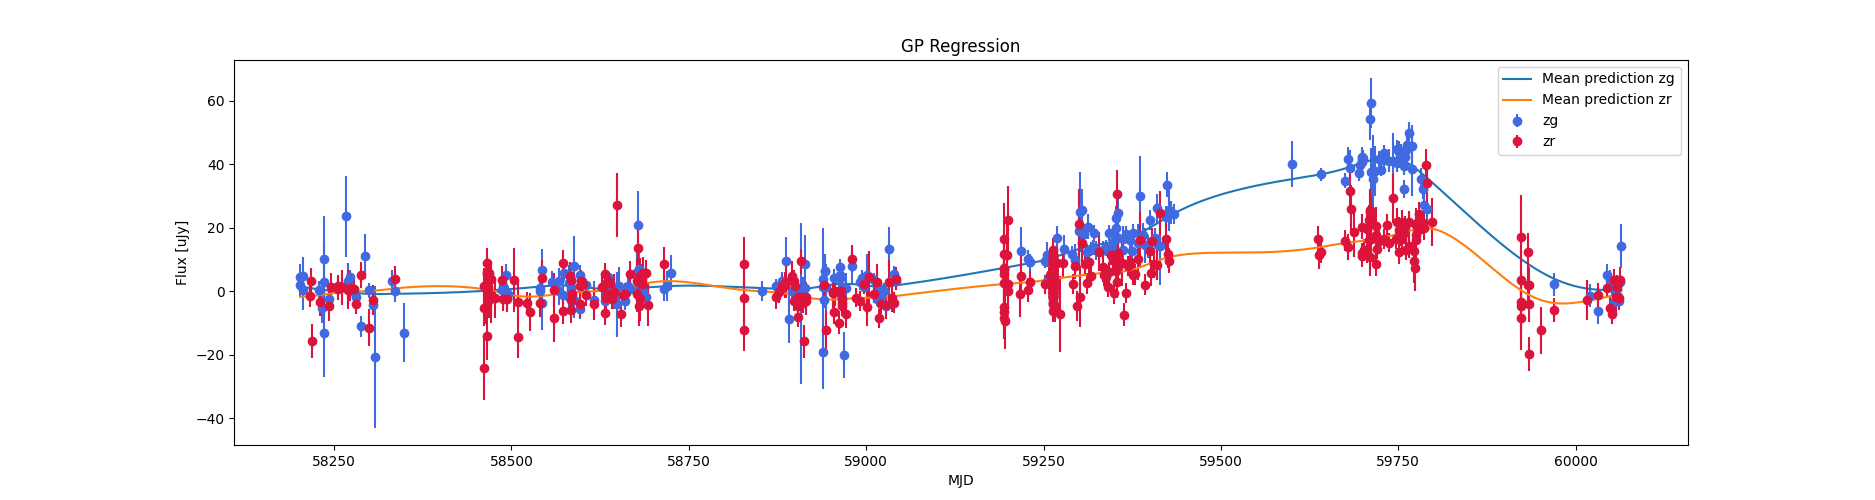 GP Regression
Flux [uJy]
60
40
20
0
−20
−40
58250 58500 58750 59000 59250 59500 59750 60000
MJD
Mean prediction zg
Mean prediction zr
zg
zr